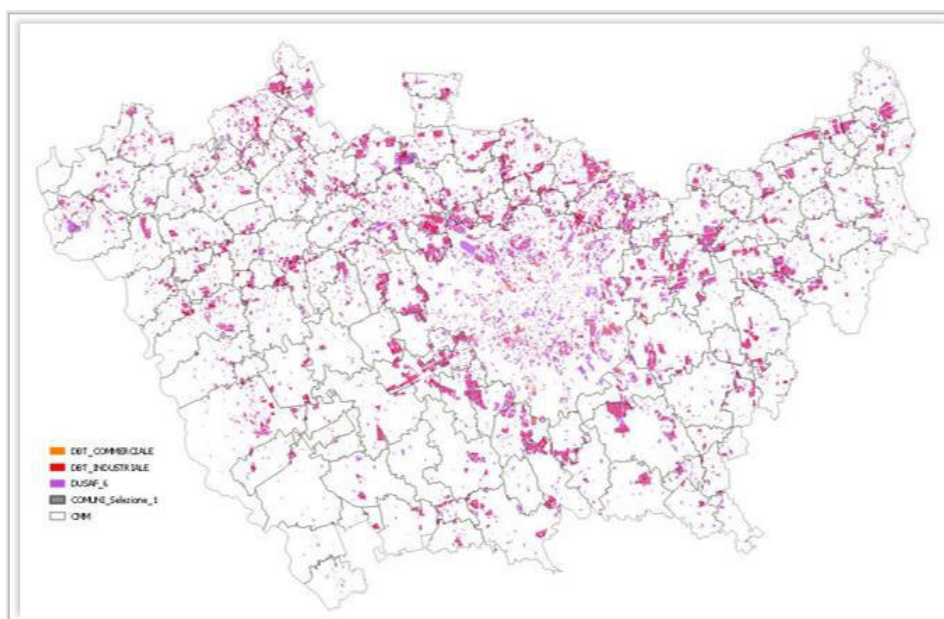 DBT_COMMERCIALE
DBT_INDUSTRIALE
DUSAF_6
COMUNI_Selezione_1
CMM